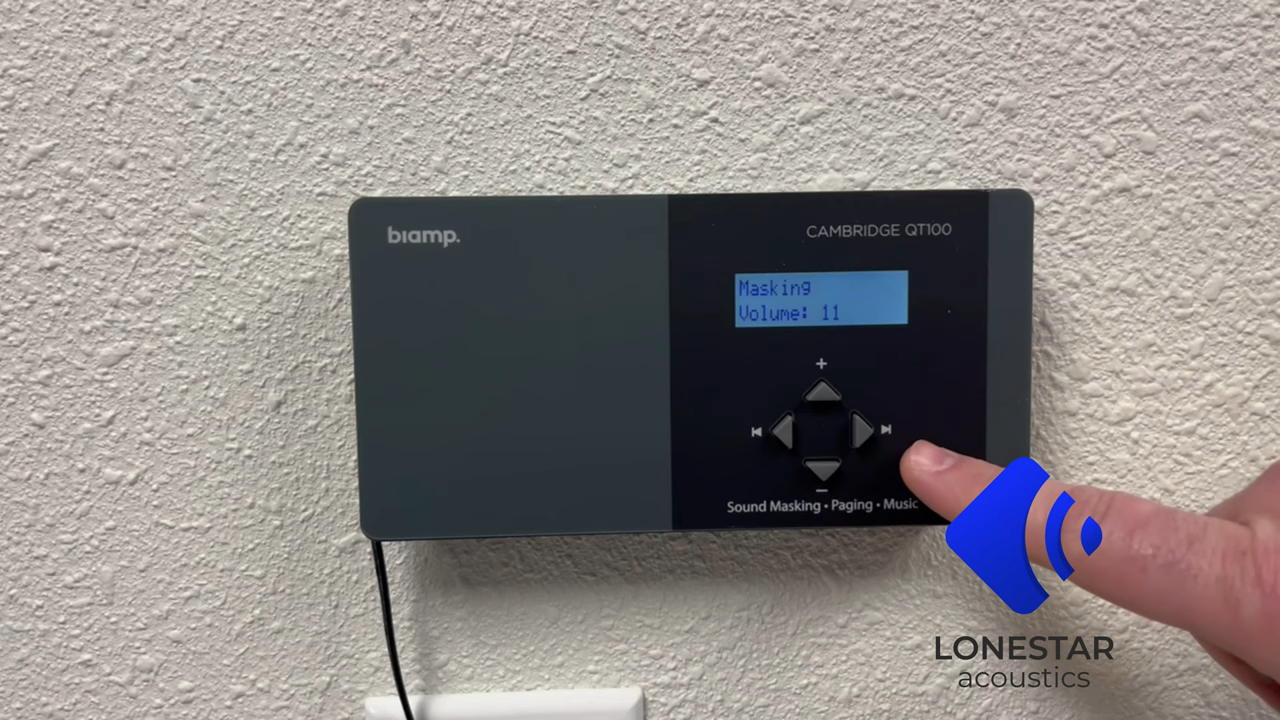 biamp.
CAMBRIDGE QT100
Masking
Volume: 11
+
−
Sound Masking • Paging • Music
LONESTAR
acoustics